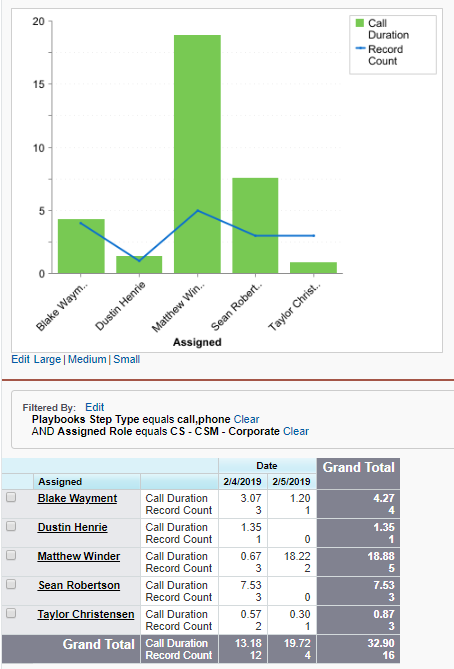 20
15
10
5
0
Call
Duration
Record
Count
Blake Waym..
Dustin Henrie
Matthew Win..
Sean Robert..
Taylor Christ..
Assigned
Edit Large | Medium | Small
Filtered By: Edit
Playbooks Step Type equals call,phone Clear
AND Assigned Role equals CS - CSM - Corporate Clear
Date Grand Total
Assigned 2/4/2019 2/5/2019
Blake Wayment Call Duration 3.07 1.20 4.27
Record Count 3 1 4
Dustin Henrie Call Duration 1.35 1.35
Record Count 1 0 1
Matthew Winder Call Duration 0.67 18.22 18.88
Record Count 3 2 5
Sean Robertson Call Duration 7.53 7.53
Record Count 3 0 3
Taylor Christensen Call Duration 0.57 0.30 0.87
Record Count 2 1 3
Grand Total Call Duration 13.18 19.72 32.90
Record Count 12 4 16